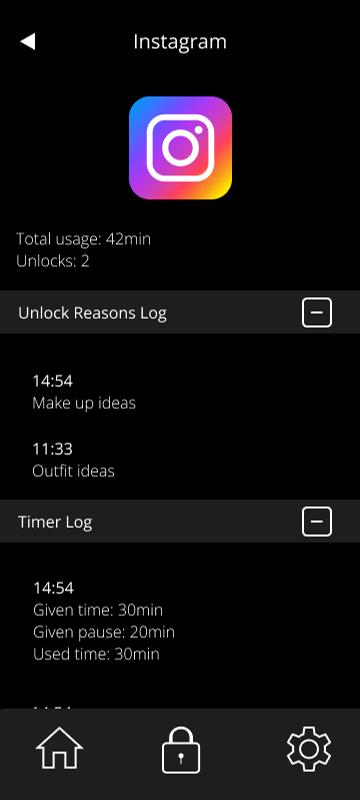 Instagram
Total usage: 42min
Unlocks: 2
Unlock Reasons Log
14:54
Make up ideas
11:33
Outfit ideas
Timer Log
14:54
Given time: 30min
Given pause: 20min
Used time: 30min